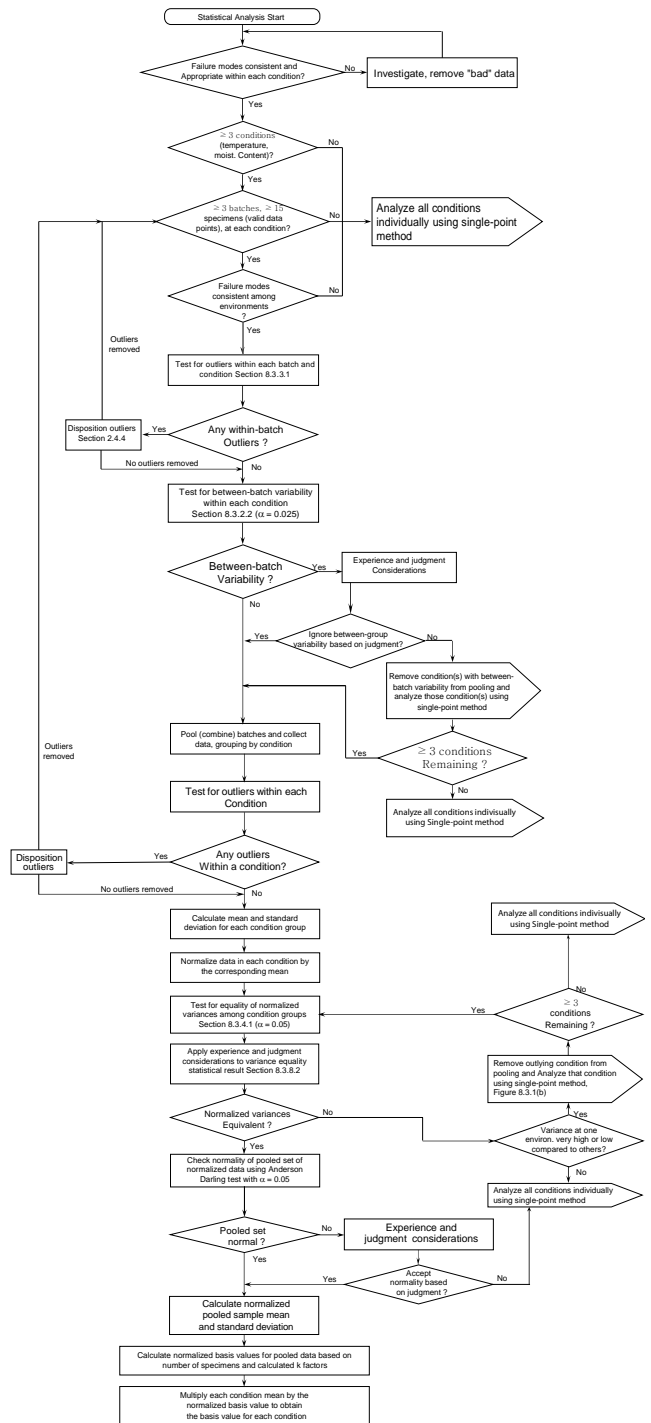 Statistical Analysis Start
Failure modes consistent and
Appropriate within each condition?
No
Investigate, remove "bad" data
Yes
≥ 3 conditions
(temperature,
moist. Content)?
No
Yes
≥ 3 batches, ≥ 15
specimens (valid data
points), at each condition?
No
Analyze all conditions
individually using single-point
method
Yes
Failure modes
consistent among
environments
?
No
Yes
Outliers
removed
Test for outliers within each batch and
condition Section 8.3.3.1
Disposition outliers
Section 2.4.4
Yes
Any within-batch
Outliers ?
No outliers removed
No
Test for between-batch variability
within each condition
Section 8.3.2.2 (α = 0.025)
Between-batch
Variability ?
Yes
Experience and judgment
Considerations
No
Yes
Ignore between-group
variability based on judgment?
No
Remove condition(s) with between-
batch variability from pooling and
analyze those condition(s) using
single-point method
Outliers
removed
Pool (combine) batches and collect
data, grouping by condition
Yes
≥ 3 conditions
Remaining ?
No
Test for outliers within each
Condition
Analyze all conditions indivisually
using Single-point method
Disposition
outliers
Yes
Any outliers
Within a condition?
No outliers removed
No
Calculate mean and standard
deviation for each condition group
Analyze all conditions indivisually
using Single-point method
Normalize data in each condition by
the corresponding mean
No
Test for equality of normalized
variances among condition groups
Section 8.3.4.1 (α = 0.05)
Yes
≥ 3
conditions
Remaining ?
Apply experience and judgment
considerations to variance equality
statistical result Section 8.3.8.2
Remove outlying condition from
pooling and Analyze that condition
using single-point method,
Figure 8.3.1(b)
Normalized variances
Equivalent ?
No
Yes
Variance at one
environ. very high or low
compared to others?
Yes
No
Check normality of pooled set of
normalized data using Anderson
Darling test with α = 0.05
Analyze all conditions individually
using single-point method
Pooled set
normal ?
No
Experience and
judgment considerations
Yes
Yes
Accept
normality based
on judgment ?
No
Calculate normalized
pooled sample mean
and standard deviation
Calculate normalized basis values for pooled data based on
number of specimens and calculated k factors
Multiply each condition mean by the
normalized basis value to obtain
the basis value for each condition